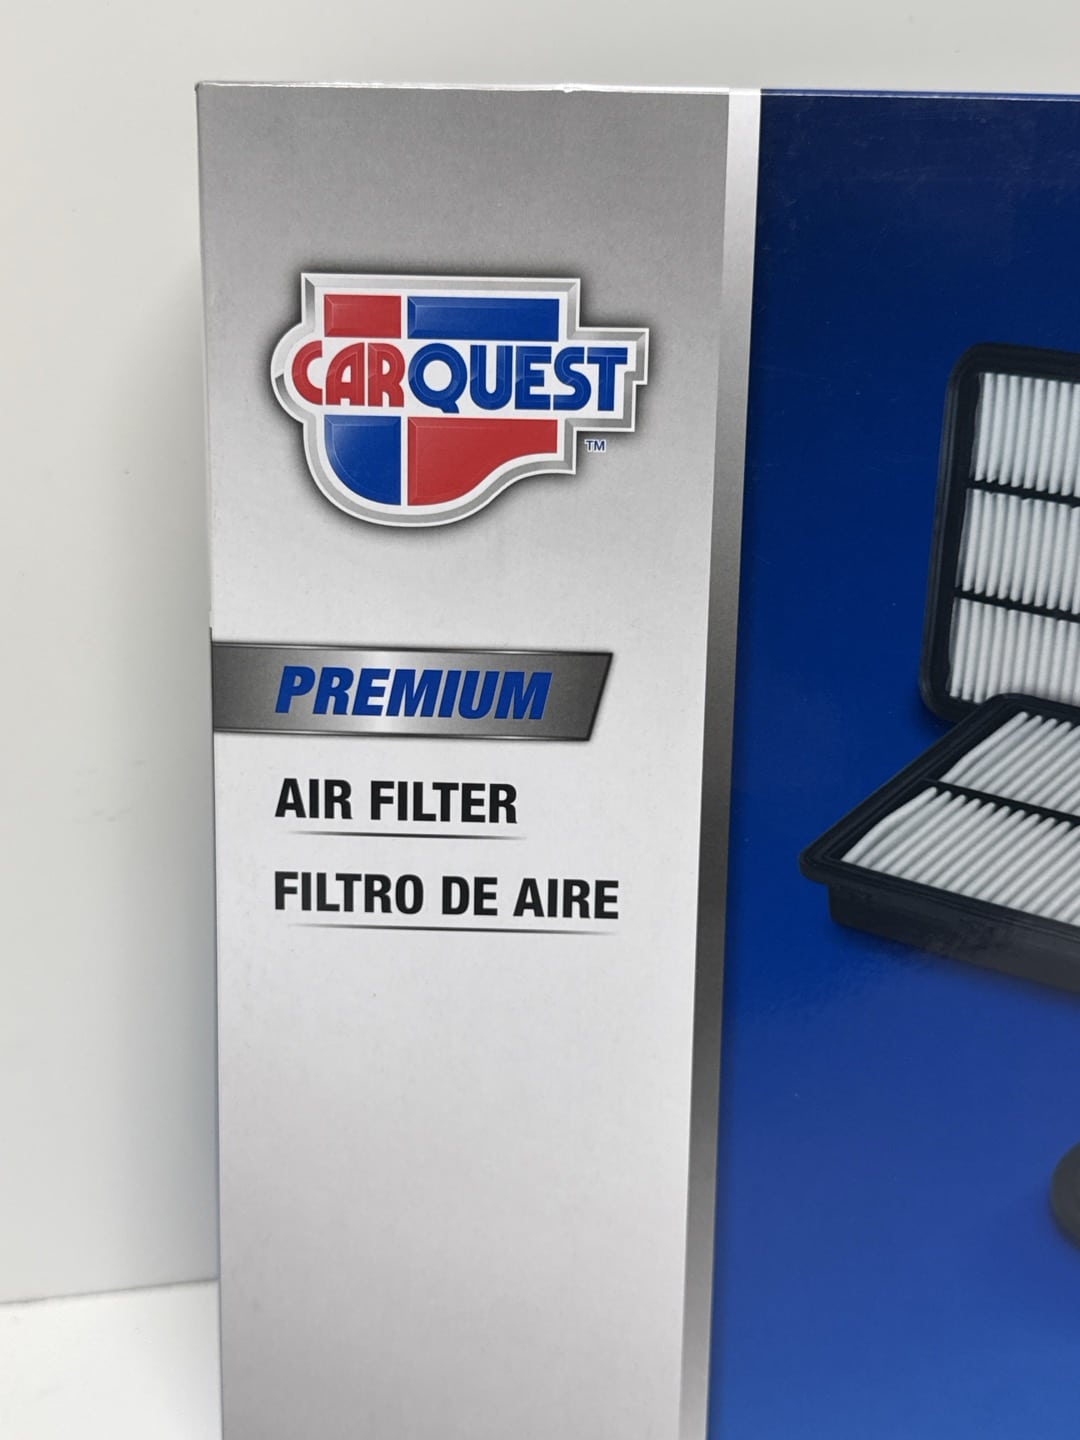 CARQUEST
TM
PREMIUM
AIR FILTER
FILTRO DE AIRE